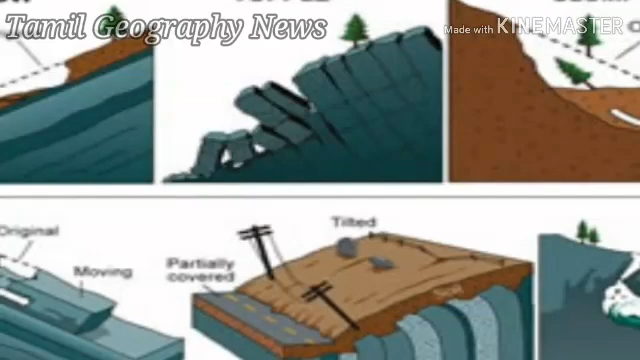 Tamil Geography News
Made with KINEMASTER
Tilted
Original
Partially
covered
Moving